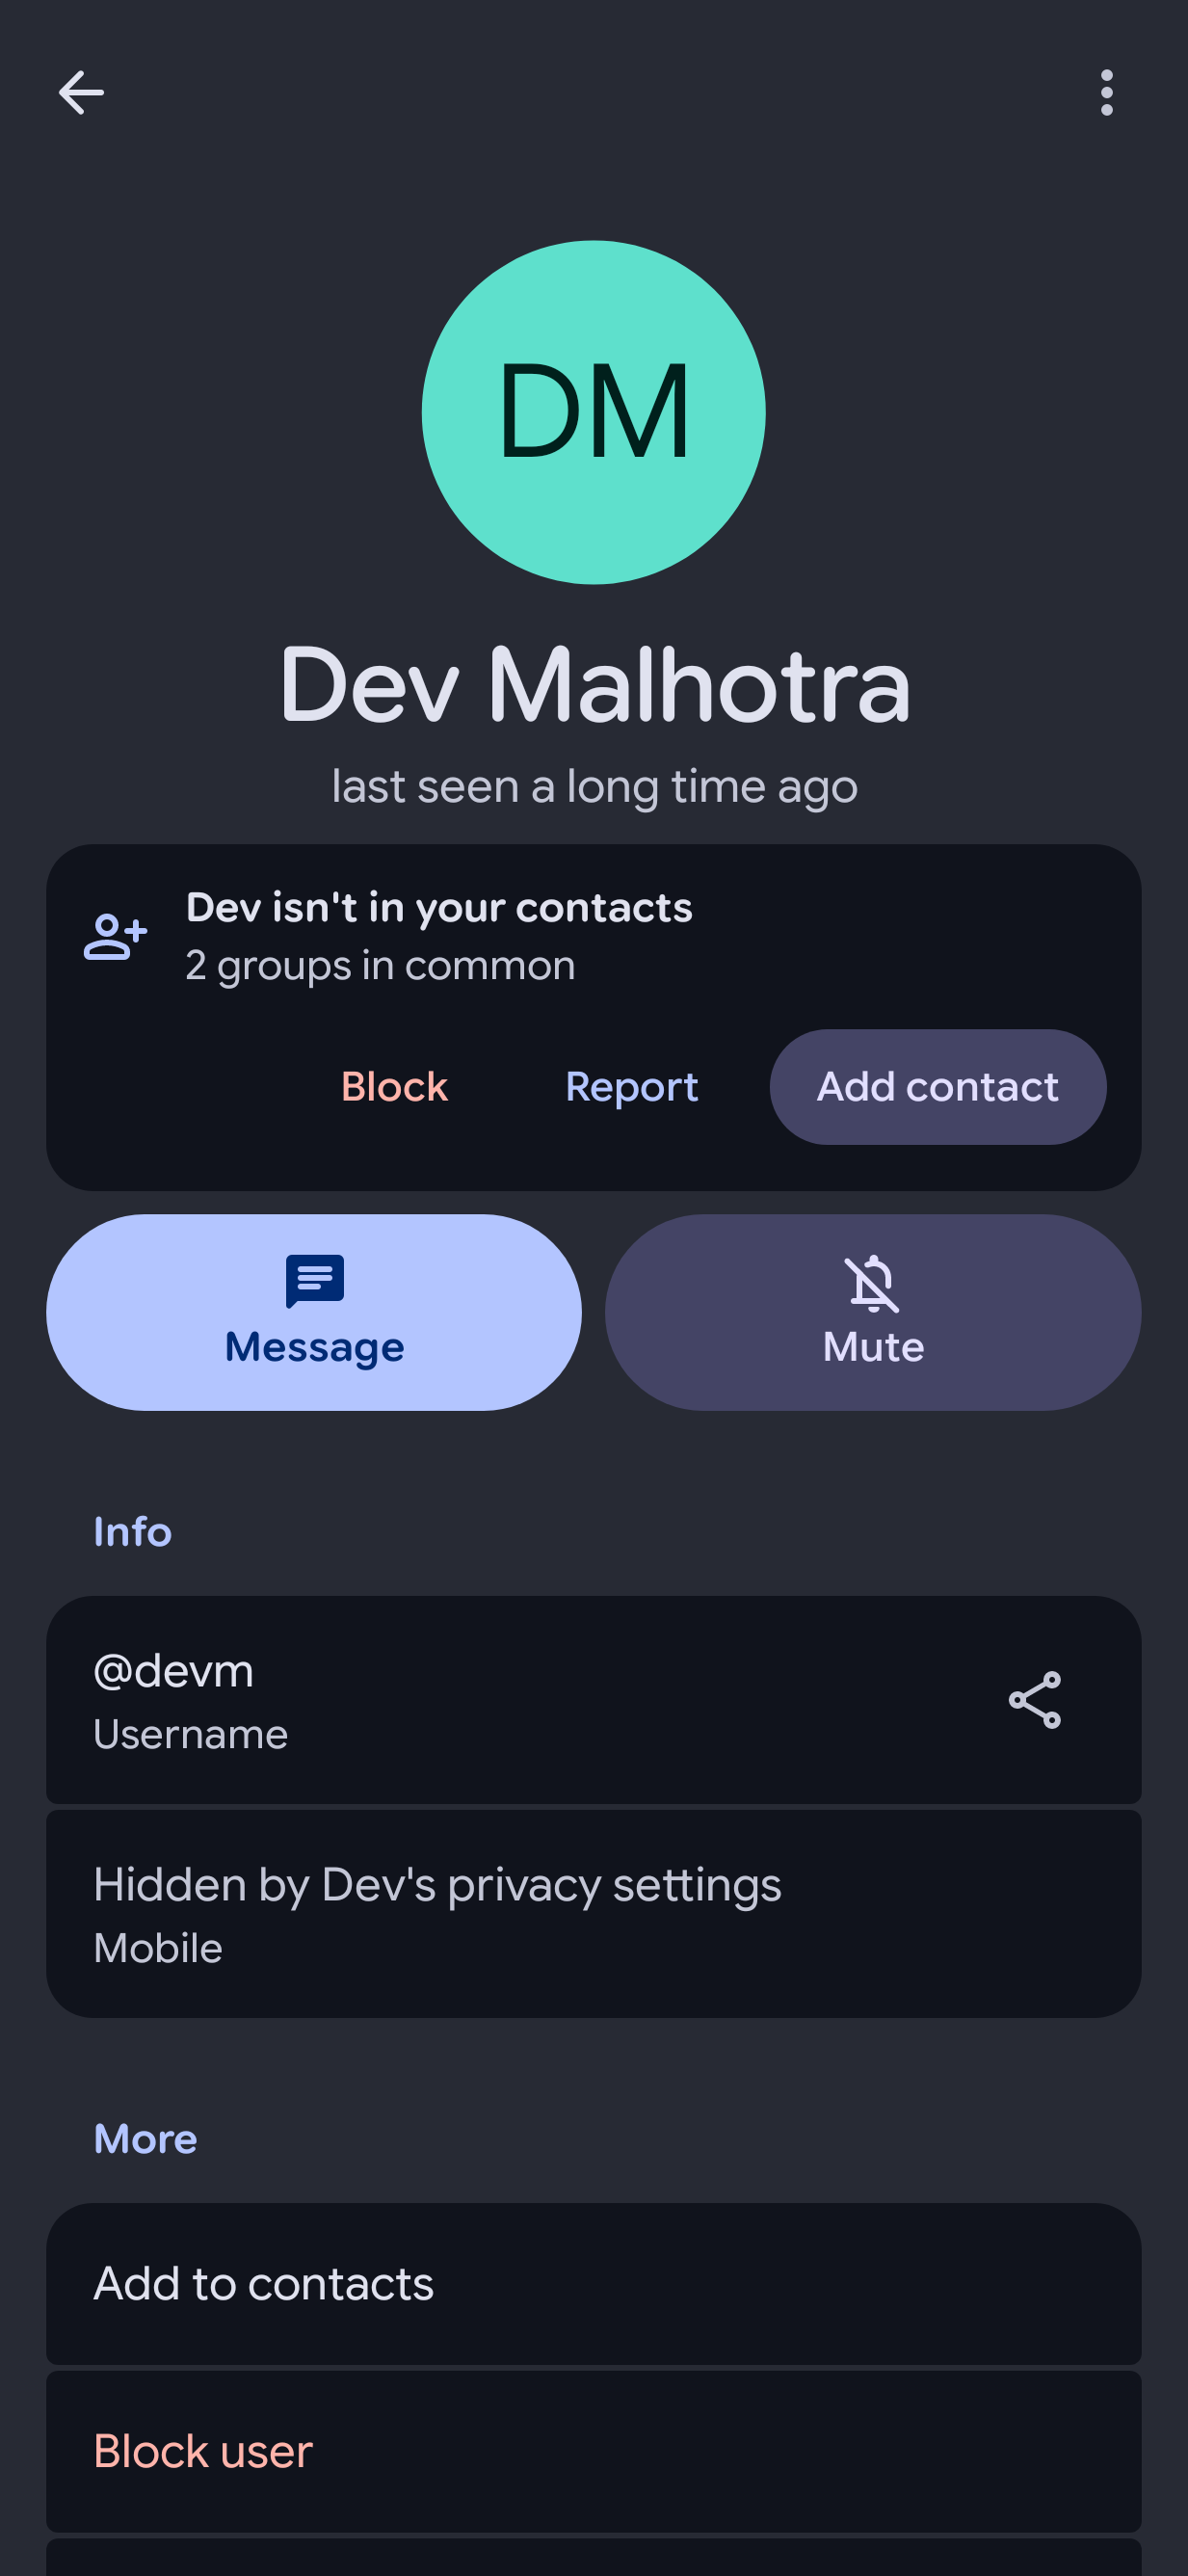 DM
Dev Malhotra
last seen a long time ago
Dev isn't in your contacts
2 groups in common
Block
Report
Add contact
Message
Mute
Info
@devm
Username
Hidden by Dev's privacy settings
Mobile
More
Add to contacts
Block user